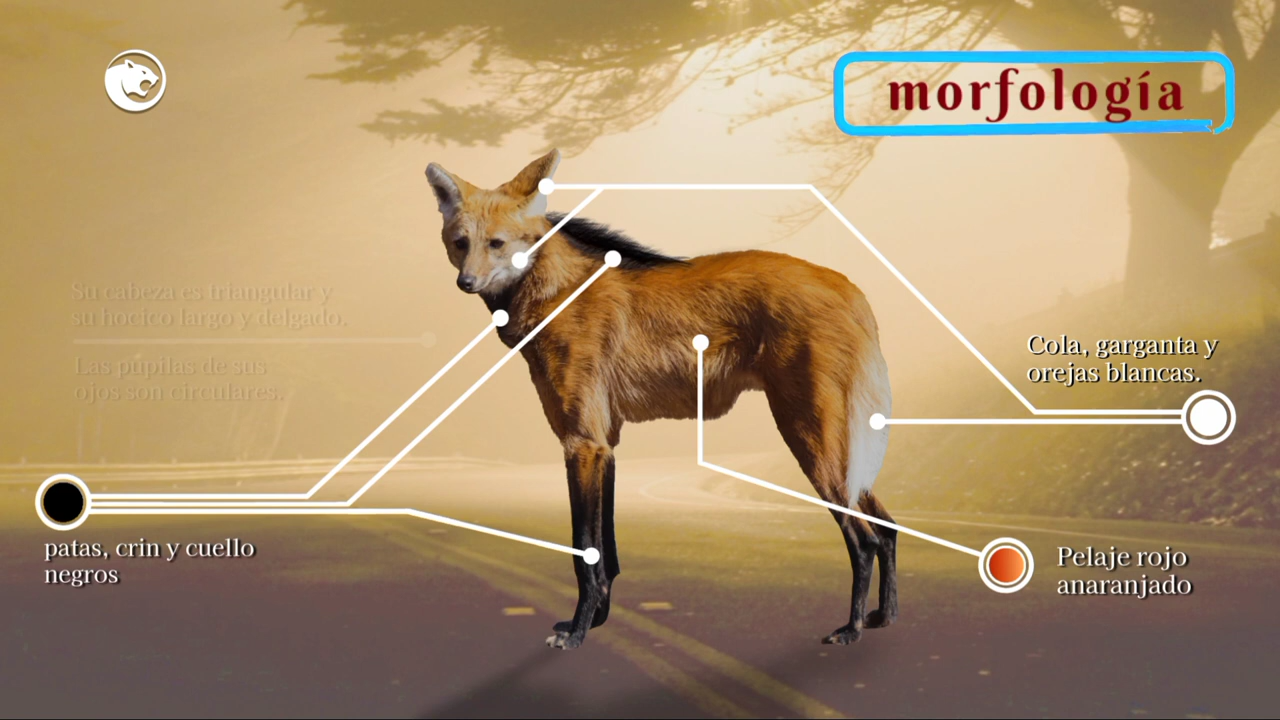 morfología
Su cabeza es triangular y
su hocico largo y delgado.
Las pupilas de sus
ojos son circulares.
Cola, garganta y
orejas blancas.
patas, crin y cuello
negros
Pelaje rojo
anaranjado